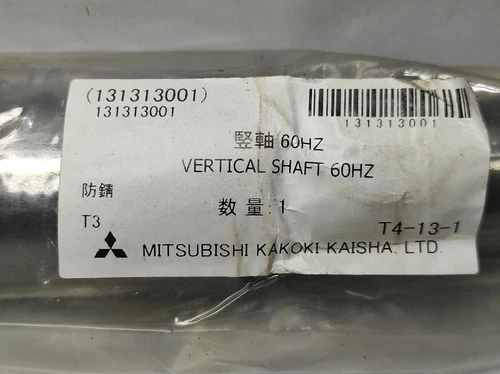 (131313001)
131313001
131313001
竖軸 60HZ
VERTICAL SHAFT 60HZ
防錆
数量:1
T3
T4-13-1
MITSUBISHI KAKOKI KAISHA. LTD.